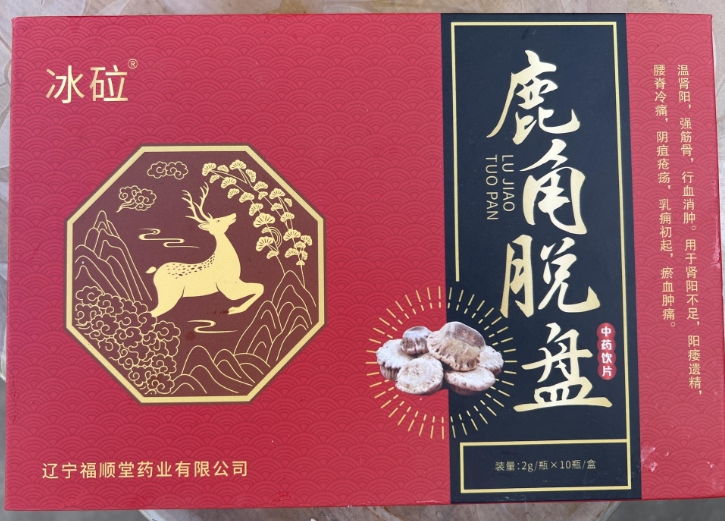 冰砬®
鹿角脱盘
LU JIAO
TUO PAN
中药饮片
温肾阳，强筋骨，行血消肿。用于肾阳不足，阳痿遗精，
腰脊冷痛，阴疽疮疡，乳痈初起，瘀血肿痛。
装量：2g/瓶×10瓶/盒
辽宁福顺堂药业有限公司